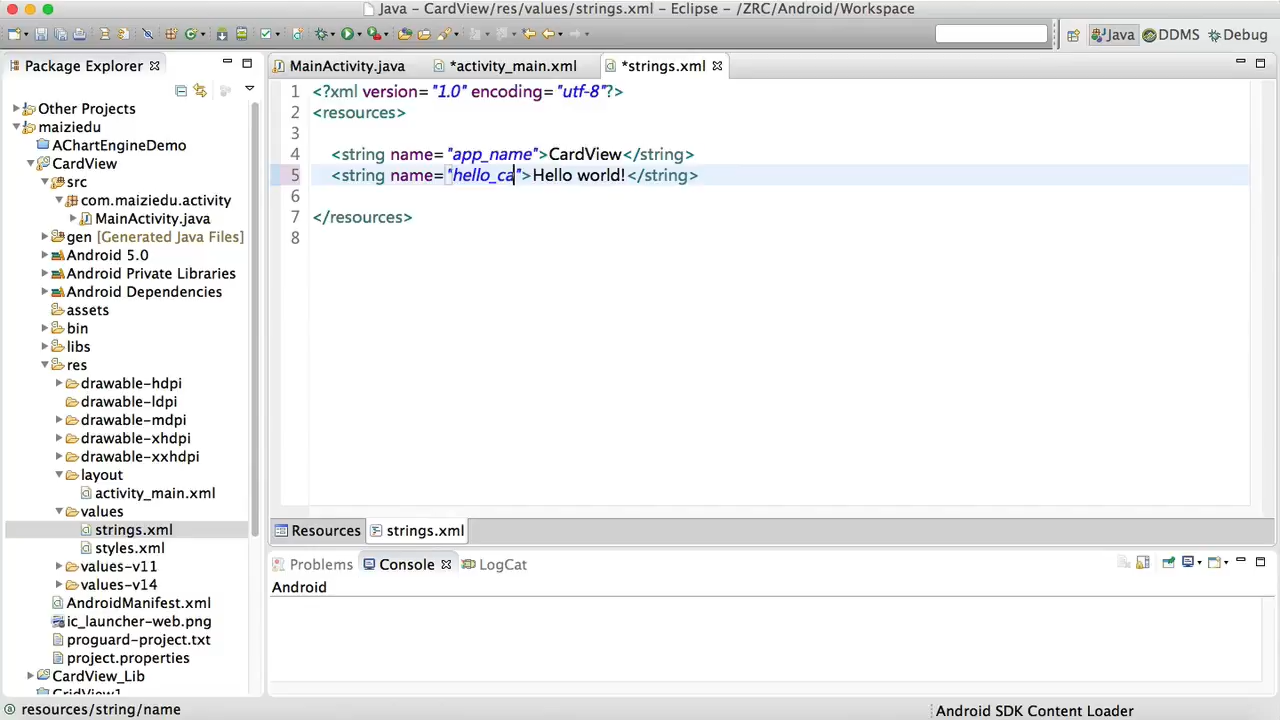 Java - CardView/res/values/strings.xml - Eclipse - /ZRC/Android/Workspace
Java DDMS Debug
Package Explorer
Other Projects
maiziedu
AChartEngineDemo
CardView
src
com.maiziedu.activity
MainActivity.java
gen [Generated Java Files]
Android 5.0
Android Private Libraries
Android Dependencies
assets
bin
libs
res
drawable-hdpi
drawable-ldpi
drawable-mdpi
drawable-xhdpi
drawable-xxhdpi
layout
activity_main.xml
values
strings.xml
styles.xml
values-v11
values-v14
AndroidManifest.xml
ic_launcher-web.png
proguard-project.txt
project.properties
CardView_Lib
GridView1
MainActivity.java *activity_main.xml *strings.xml
1 <?xml version="1.0" encoding="utf-8"?>
2 <resources>
3
4 <string name="app_name">CardView</string>
5 <string name="hello_ca">Hello world!</string>
6
7 </resources>
8
Resources strings.xml
Problems Console LogCat
Android
resources/string/name
Android SDK Content Loader